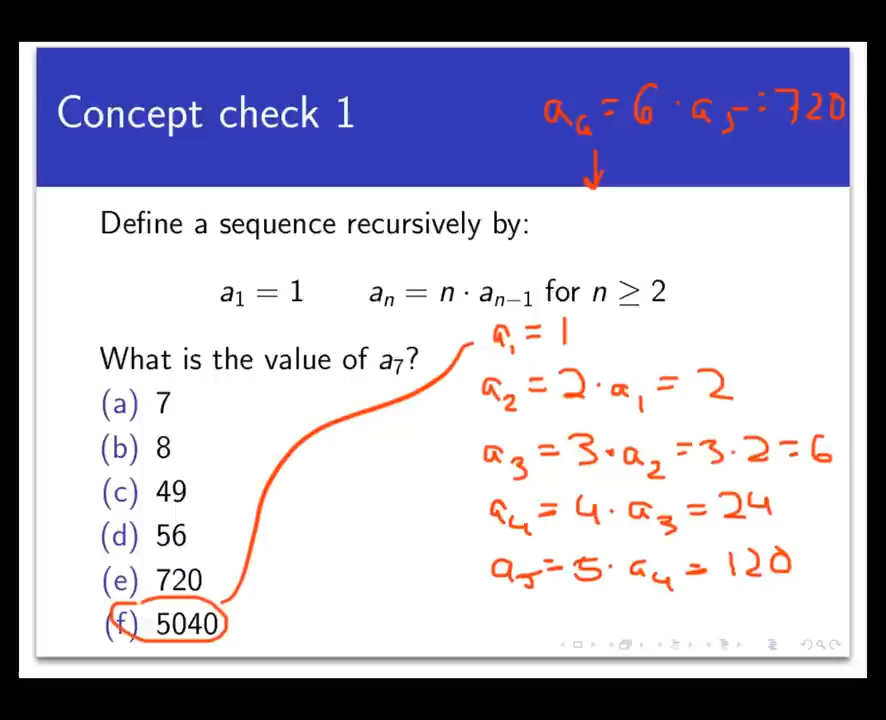 Concept check 1
a₆ = 6 · a₅ = 720
↓
Define a sequence recursively by:
a₁ = 1 aₙ = n · aₙ₋₁ for n ≥ 2
a₁ = 1
What is the value of a₇?
a₂ = 2 · a₁ = 2
(a) 7
(b) 8
a₃ = 3 · a₂ = 3 · 2 = 6
(c) 49
a₄ = 4 · a₃ = 24
(d) 56
a₅ = 5 · a₄ = 120
(e) 720
(f) 5040